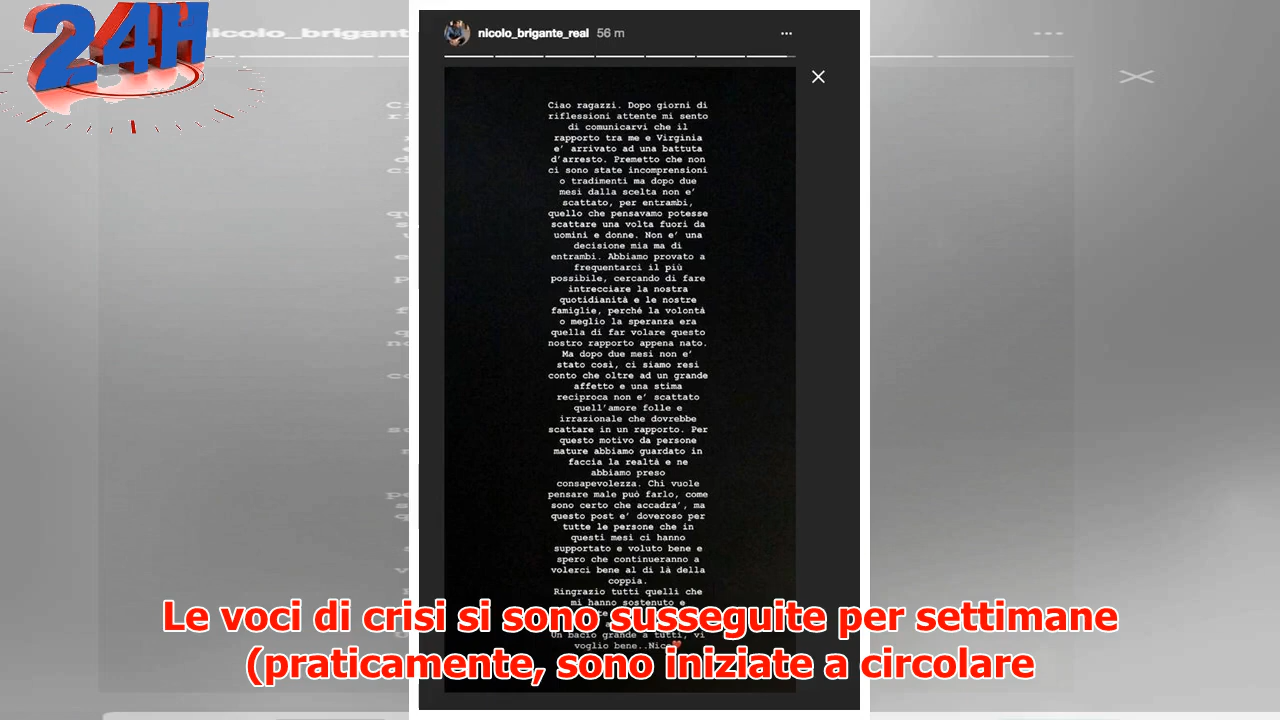 24H
nicolo_brigante_real 56 m
Ciao ragazzi. Dopo giorni di
riflessioni attente mi sento
di comunicarvi che il
rapporto tra me e Virginia
e' arrivato ad una battuta
d'arresto. Premetto che non
ci sono state incomprensioni
o tradimenti ma dopo due
mesi dalla scelta non e'
scattato, per entrambi,
quello che pensavamo potesse
scattare una volta fuori da
uomini e donne. Non e' una
decisione mia ma di
entrambi. Abbiamo provato a
frequentarci il più
possibile, cercando di fare
intrecciare la nostra
quotidianità e le nostre
famiglie, perché la volontà
o meglio la speranza era
quella di far volare questo
nostro rapporto appena nato.
Ma dopo due mesi non e'
stato così, ci siamo resi
conto che oltre ad un grande
affetto e una stima
reciproca non e' scattato
quell'amore folle e
irrazionale che dovrebbe
scattare in un rapporto. Per
questo motivo da persone
mature abbiamo guardato in
faccia la realtà e ne
abbiamo preso
consapevolezza. Chi vuole
pensare male può farlo, come
sono certo che accadra', ma
questo post e' doveroso per
tutte le persone che in
questi mesi ci hanno
supportato e voluto bene e
spero che continueranno a
volerci bene al di là della
coppia.
Ringrazio tutti quelli che
mi hanno sostenuto e
Un bacio grande a tutti, vi
voglio bene..Nico❤
Le voci di crisi si sono susseguite per settimane
(praticamente, sono iniziate a circolare